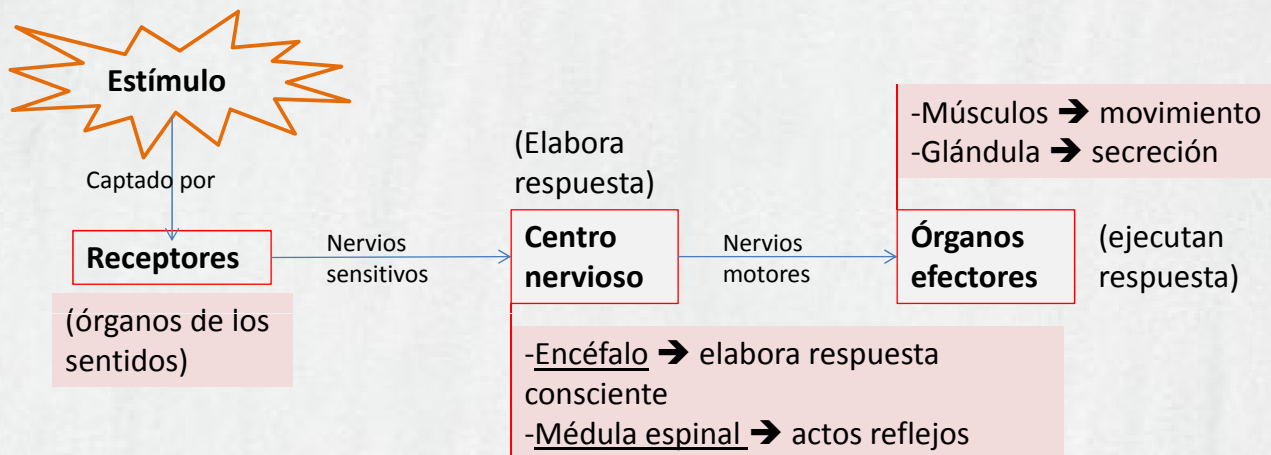 Estímulo
Captado por
Receptores
(órganos de los
sentidos)
Nervios
sensitivos
(Elabora
respuesta)
Centro
nervioso
-Encéfalo ➔ elabora respuesta
consciente
-Médula espinal ➔ actos reflejos
Nervios
motores
-Músculos ➔ movimiento
-Glándula ➔ secreción
Órganos
efectores
(ejecutan
respuesta)